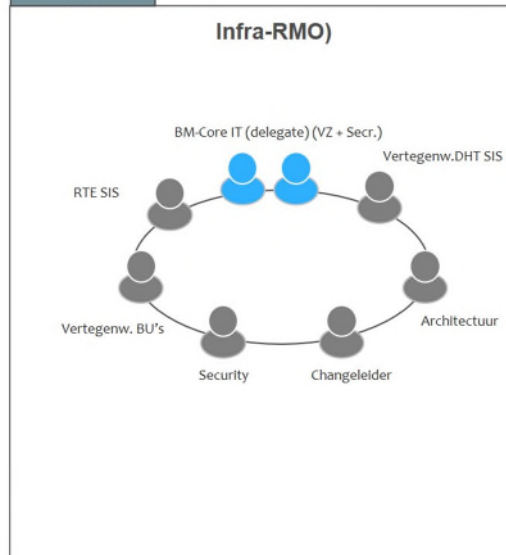 Infra-RMO)
BM-Core IT (delegate) (VZ + Secr.)
Vertegenw.DHT SIS
RTE SIS
Architectuur
Vertegenw. BU's
Security
Changeleider